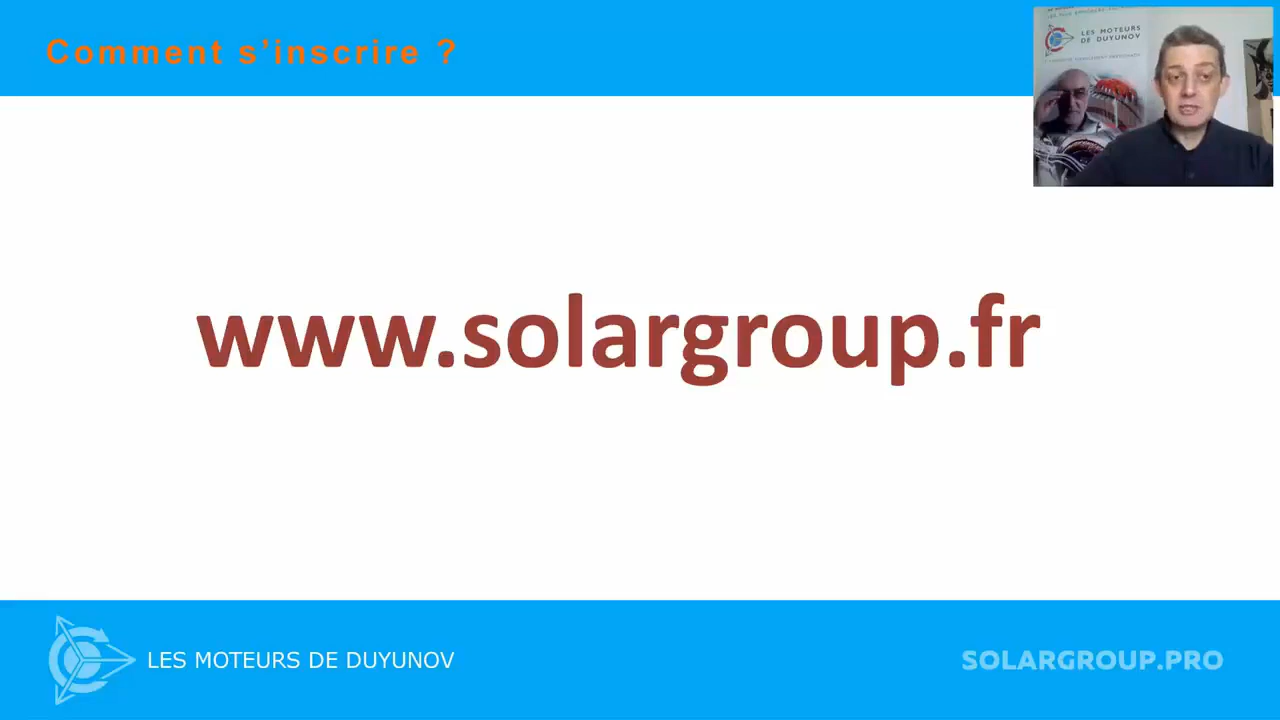 Comment s'inscrire ?
LES MOTEURS
DE DUYUNOV
www.solargroup.fr
LES MOTEURS DE DUYUNOV
SOLARGROUP.PRO